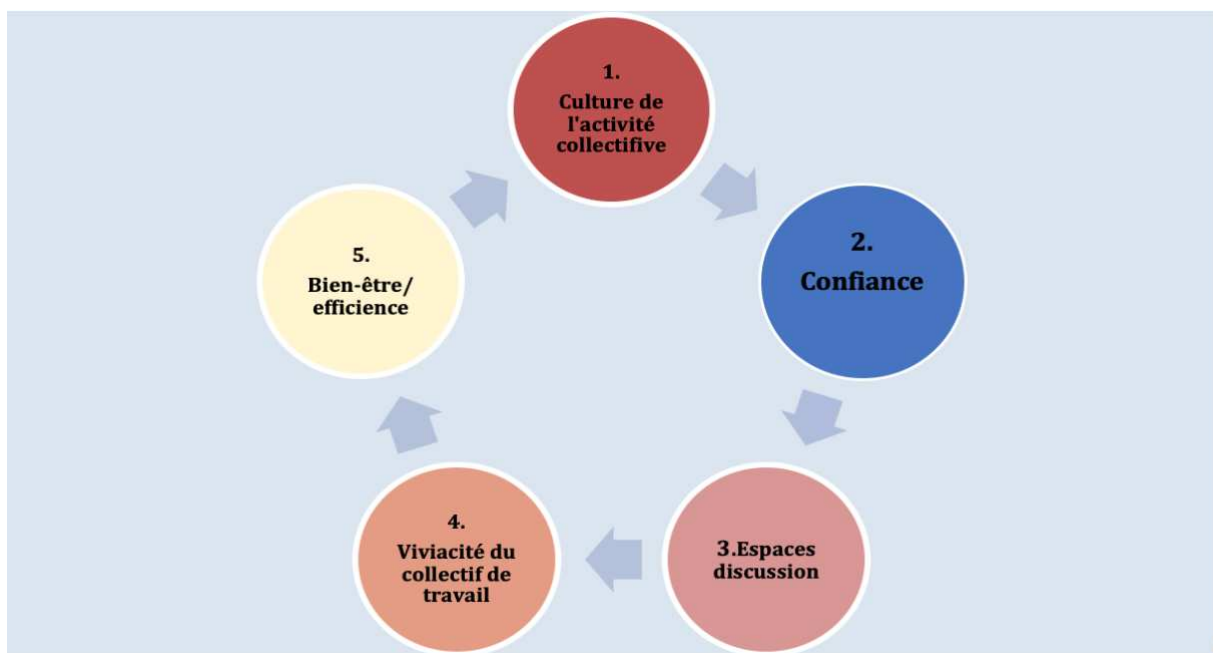 1.
Culture de
l'activité
collectifive
2.
Confiance
3.Espaces
discussion
4.
Viviacité du
collectif de
travail
5.
Bien-être/
efficience